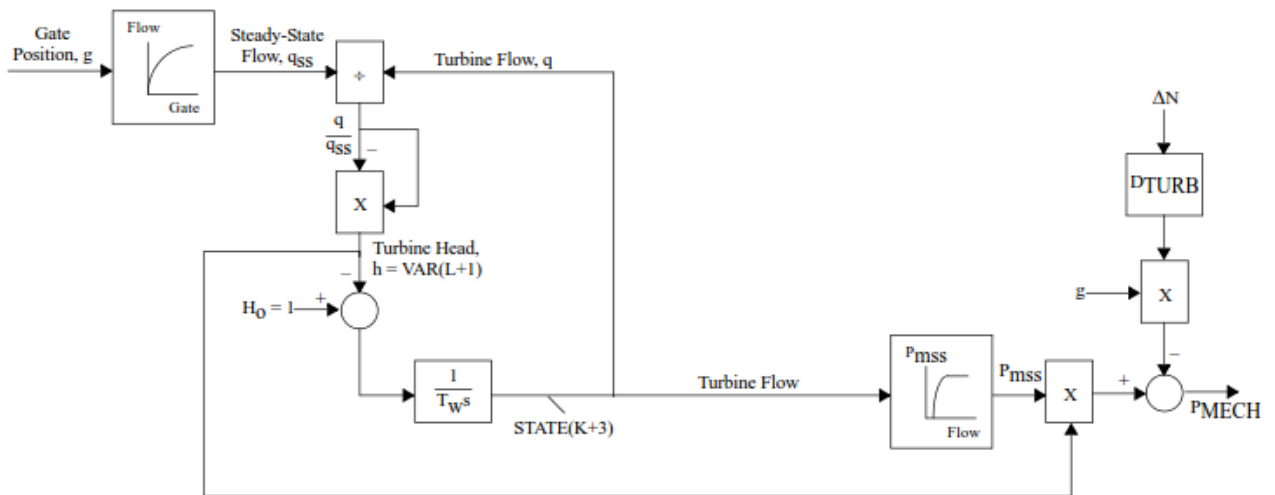 Gate
Position, g
Flow
Gate
Steady-State
Flow, qss
÷
Turbine Flow, q
q
qss
–
X
Turbine Head,
h = VAR(L+1)
–
Ho = 1
+
1
Tws
STATE(K+3)
Turbine Flow
Pmss
Flow
Pmss
X
+
ΔN
DTURB
g
X
–
PMECH